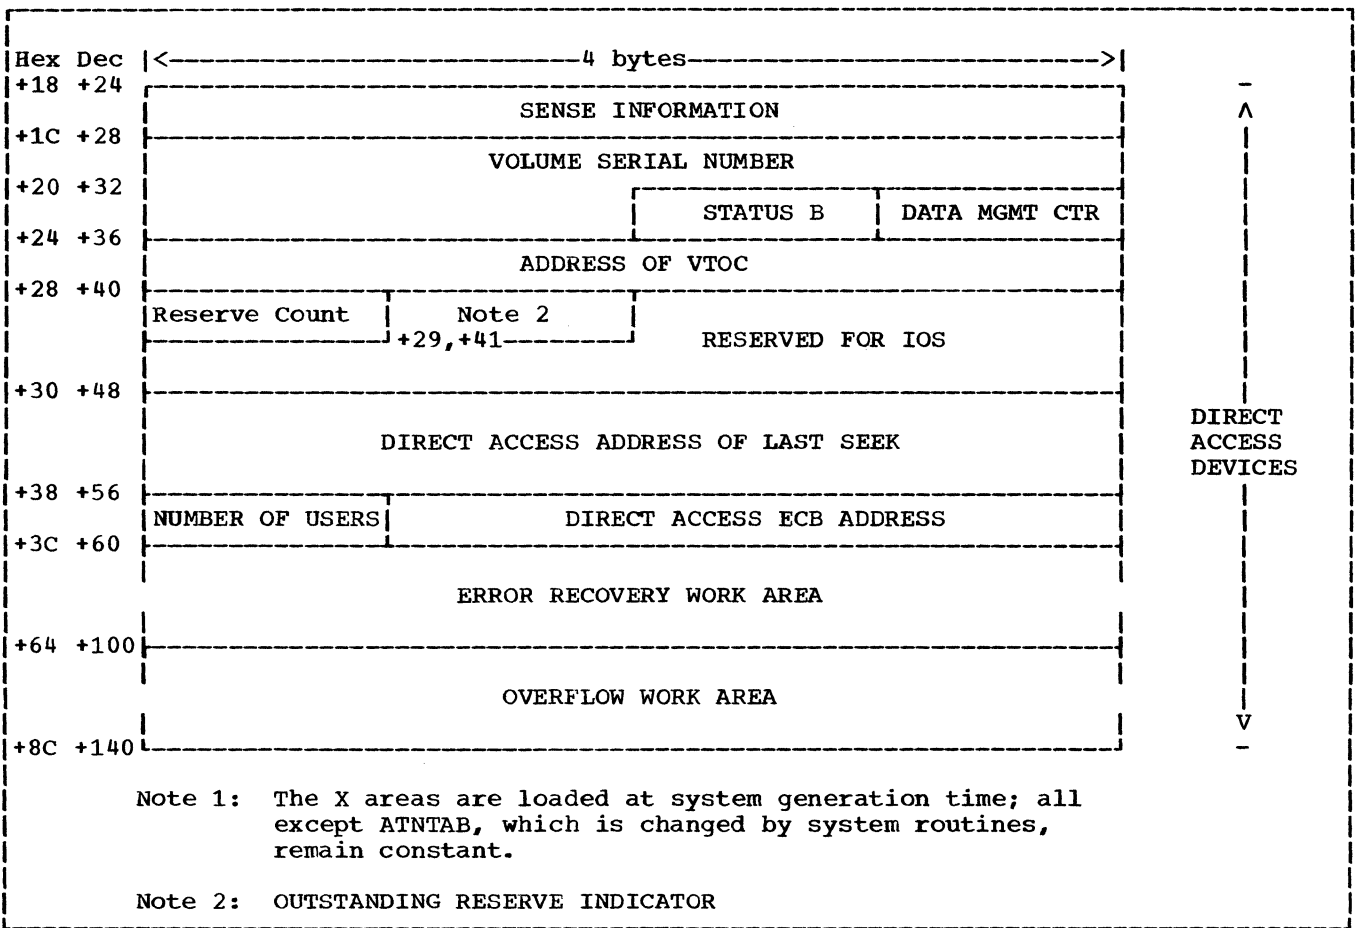 Hex Dec |<---------------------------4 bytes--------------------------->|
+18 +24
SENSE INFORMATION
+1C +28
VOLUME SERIAL NUMBER
+20 +32
STATUS B DATA MGMT CTR
+24 +36
ADDRESS OF VTOC
+28 +40
Reserve Count Note 2
+29,+41 RESERVED FOR IOS
+30 +48
DIRECT
DIRECT ACCESS ADDRESS OF LAST SEEK ACCESS
DEVICES
+38 +56
NUMBER OF USERS DIRECT ACCESS ECB ADDRESS
+3C +60
ERROR RECOVERY WORK AREA
+64 +100
OVERFLOW WORK AREA
+8C +140
Note 1: The X areas are loaded at system generation time; all
except ATNTAB, which is changed by system routines,
remain constant.
Note 2: OUTSTANDING RESERVE INDICATOR